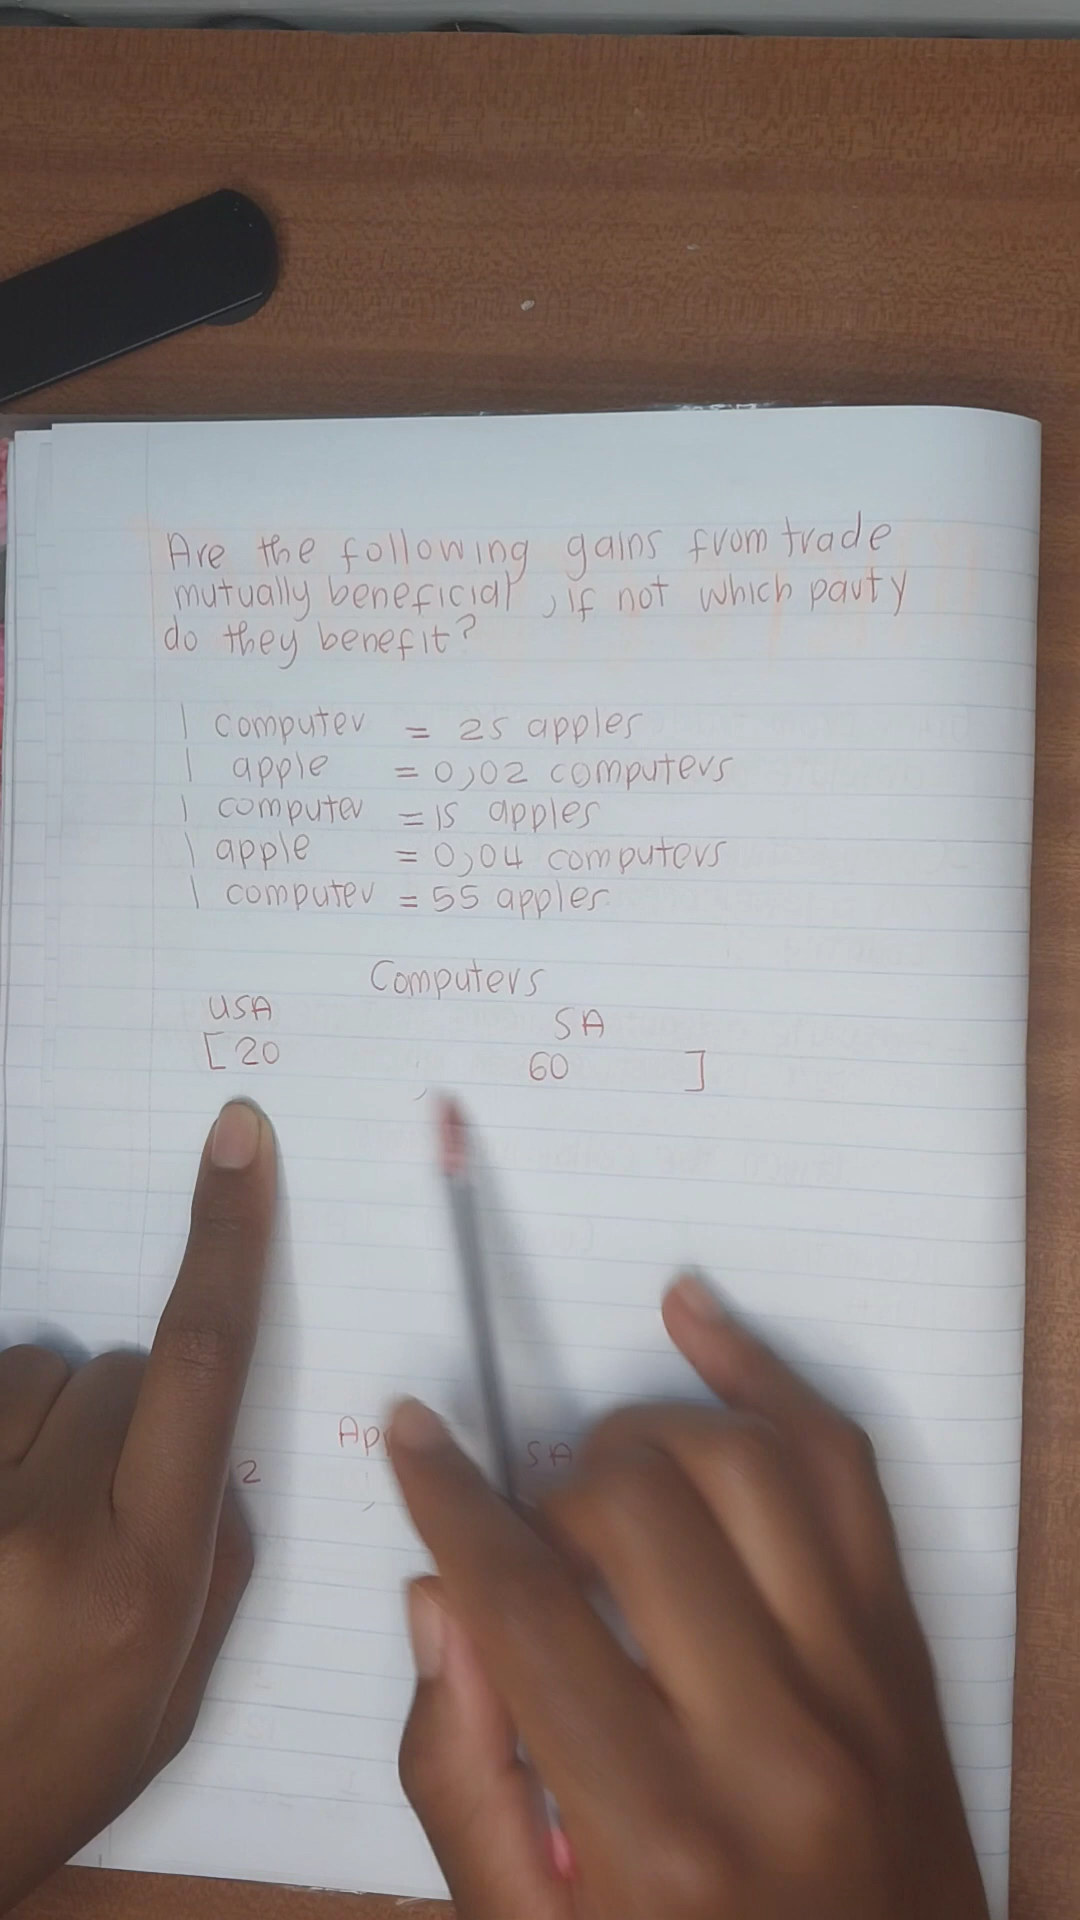 Are the following gains from trade
mutually beneficial, if not which party
do they benefit?
1 computer = 25 apples
1 apple = 0,02 computers
1 computer = 15 apples
1 apple = 0,04 computers
1 computer = 55 apples.
Computers
USA SA
[20 , 60 ]
SA
2 ,